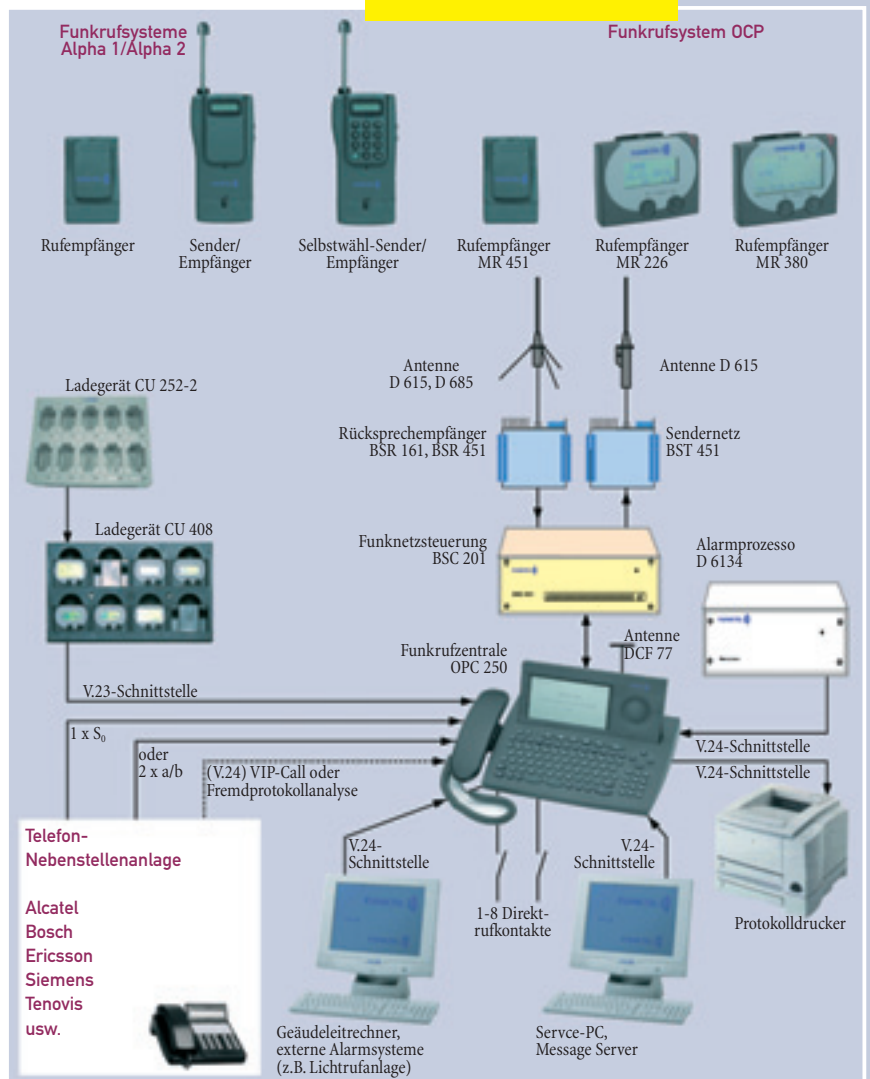 Funkrufsysteme
Alpha 1/Alpha 2
Funkrufsystem OCP
Rufempfänger
Sender/
Empfänger
Selbstwähl-Sender/
Empfänger
Rufempfänger
MR 451
Rufempfänger
MR 226
Rufempfänger
MR 380
Antenne
D 615, D 685
Antenne D 615
Ladegerät CU 252-2
Rücksprechempfänger
BSR 161, BSR 451
Sendernetz
BST 451
Ladegerät CU 408
Funknetzsteuerung
BSC 201
Alarmprozesso
D 6134
Funkrufzentrale
OPC 250
Antenne
DCF 77
V.23-Schnittstelle
1 x S₀
oder
2 x a/b
(V.24) VIP-Call oder
Fremdprotokollanalyse
V.24-Schnittstelle
V.24-Schnittstelle
Telefon-
Nebenstellenanlage
Alcatel
Bosch
Ericsson
Siemens
Tenovis
usw.
V.24-
Schnittstelle
1-8 Direkt-
rufkontakte
V.24-
Schnittstelle
Protokolldrucker
Geäudeleitrechner,
externe Alarmsysteme
(z.B. Lichtrufanlage)
Servce-PC,
Message Server